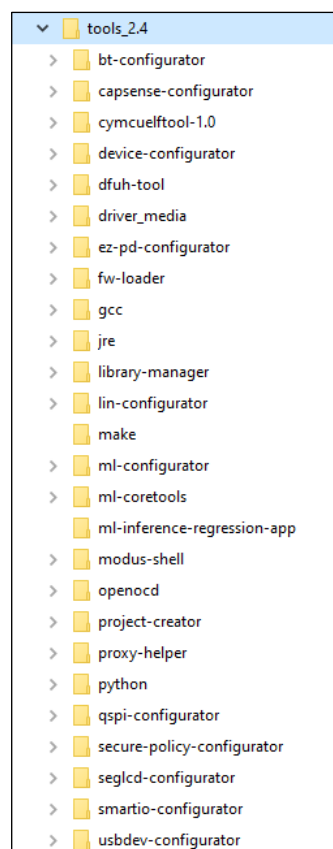 tools_2.4
bt-configurator
capsense-configurator
cymcuelftool-1.0
device-configurator
dfuh-tool
driver_media
ez-pd-configurator
fw-loader
gcc
jre
library-manager
lin-configurator
make
ml-configurator
ml-coretools
ml-inference-regression-app
modus-shell
openocd
project-creator
proxy-helper
python
qspi-configurator
secure-policy-configurator
seglcd-configurator
smartio-configurator
usbdev-configurator